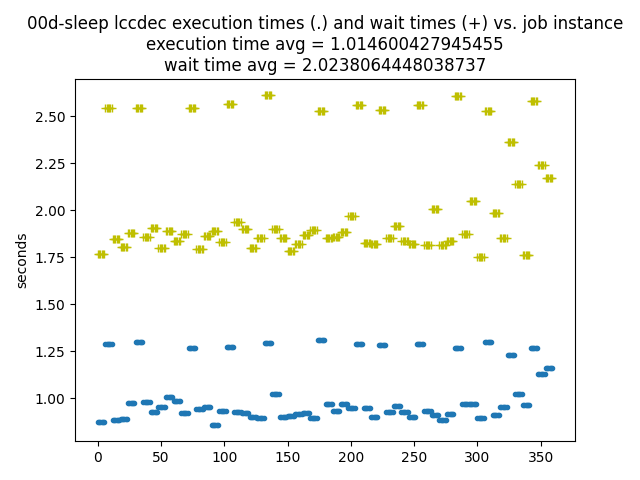 00d-sleep lccdec execution times (.) and wait times (+) vs. job instance
execution time avg = 1.014600427945455
wait time avg = 2.0238064448038737
2.50
2.25
2.00
1.75
1.50
1.25
1.00
seconds
0 50 100 150 200 250 300 350